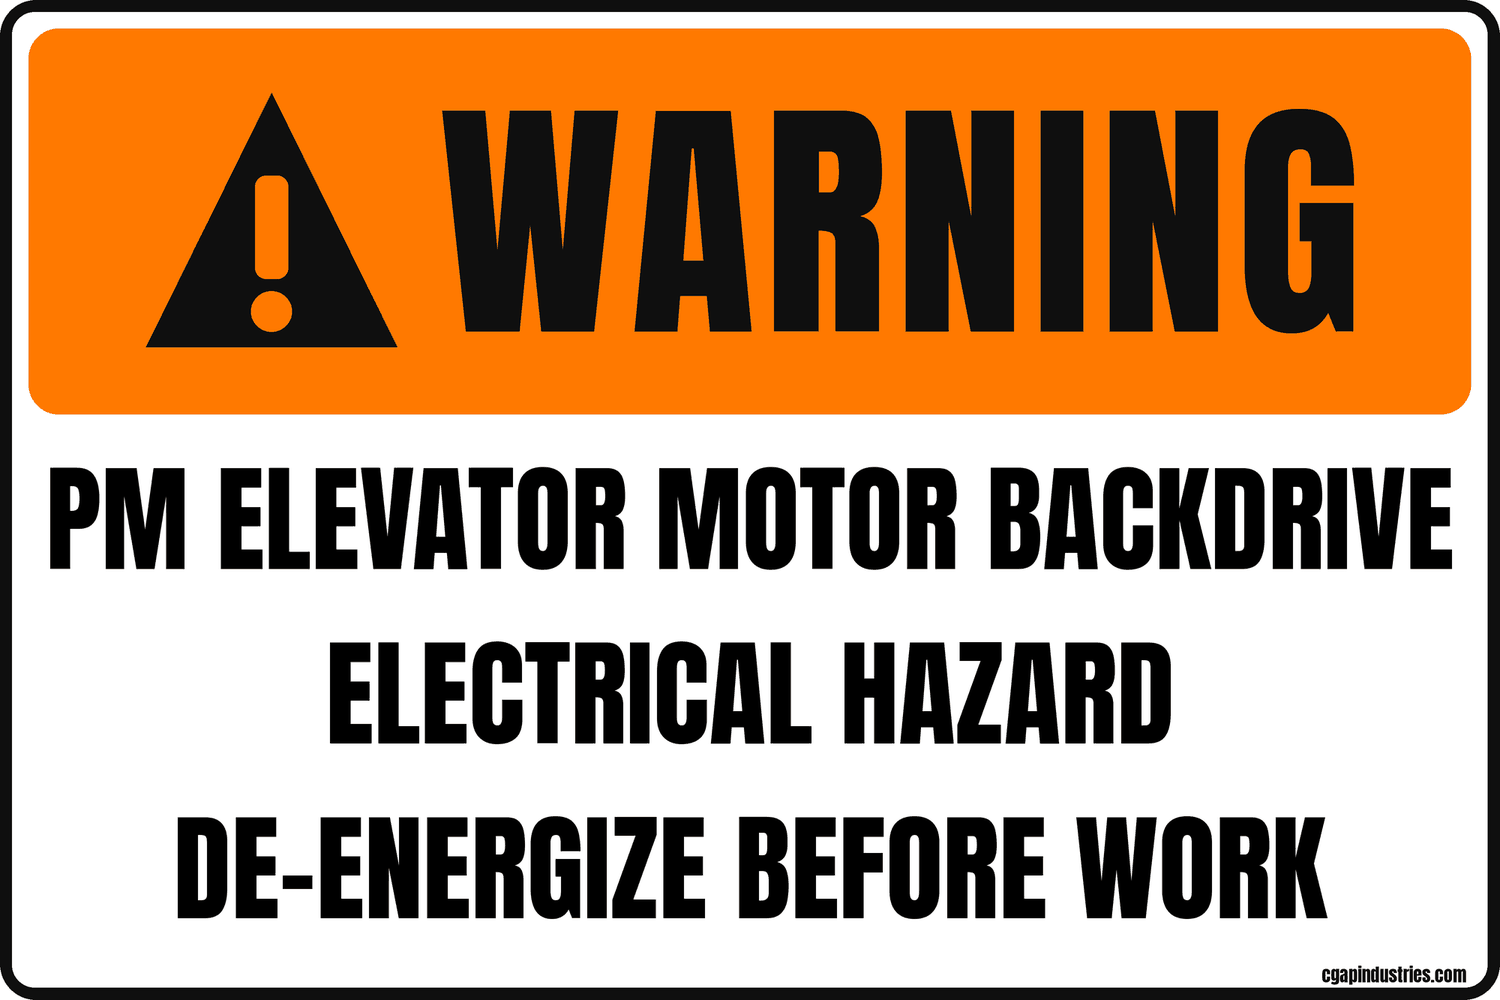 WARNING
PM ELEVATOR MOTOR BACKDRIVE
ELECTRICAL HAZARD
DE-ENERGIZE BEFORE WORK
cgapindustries.com